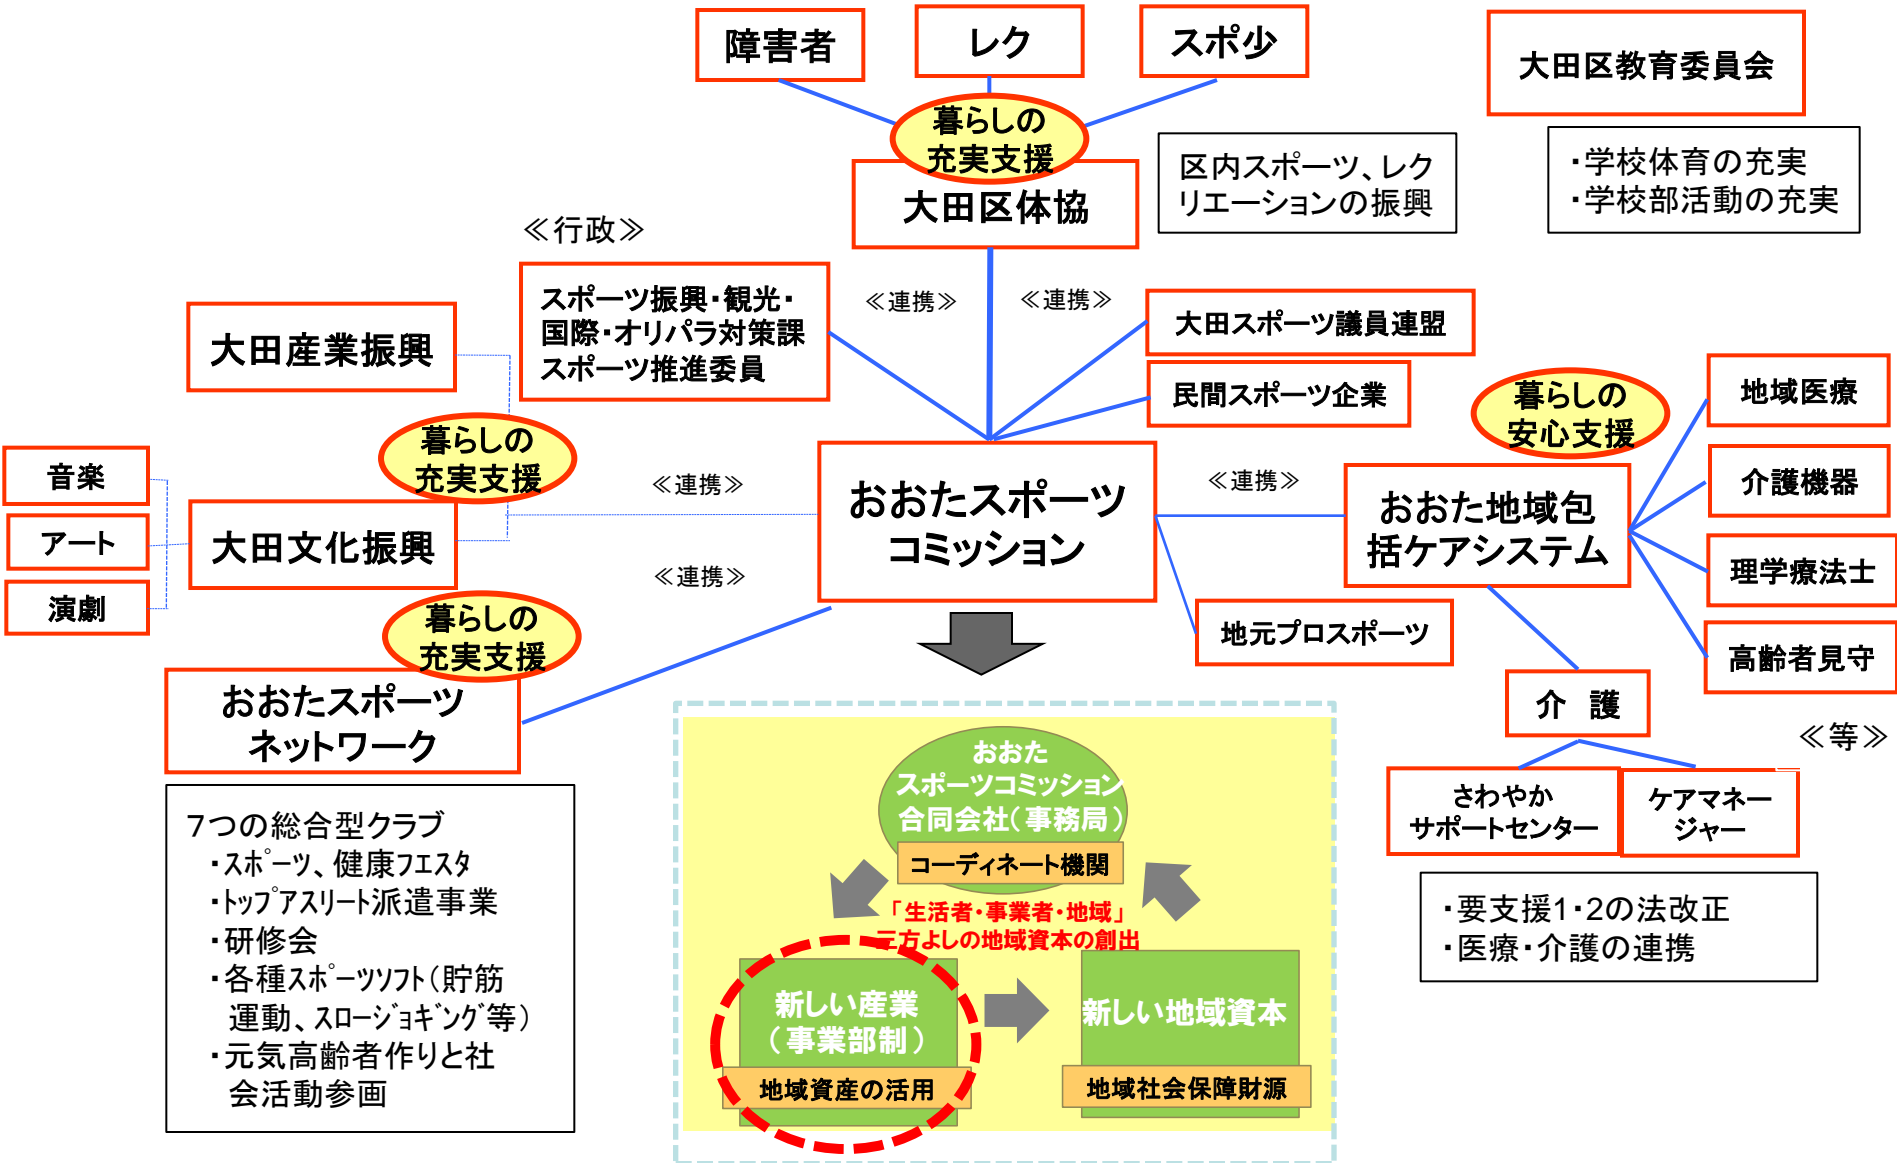 障害者
レク
スポ少
大田区教育委員会
暮らしの
充実支援
大田区体協
区内スポーツ、レク
リエーションの振興
・学校体育の充実
・学校部活動の充実
≪行政≫
スポーツ振興・観光・
国際・オリパラ対策課
スポーツ推進委員
≪連携≫
≪連携≫
大田スポーツ議員連盟
民間スポーツ企業
大田産業振興
暮らしの
充実支援
音楽
アート
演劇
大田文化振興
≪連携≫
≪連携≫
おおたスポーツ
コミッション
≪連携≫
暮らしの
安心支援
おおた地域包
括ケアシステム
地域医療
介護機器
理学療法士
高齢者見守
≪等≫
地元プロスポーツ
介　護
さわやか
サポートセンター
ケアマネー
ジャー
・要支援1・2の法改正
・医療・介護の連携
暮らしの
充実支援
おおたスポーツ
ネットワーク
7つの総合型クラブ
・ｽﾎﾟｰﾂ、健康フエスタ
・ﾄｯﾌﾟｱｽﾘｰﾄ派遣事業
・研修会
・各種ｽﾎﾟｰﾂｿﾌﾄ（貯筋
運動、ｽﾛｰｼﾞｮｷﾞﾝｸﾞ等）
・元気高齢者作りと社
会活動参画
おおた
スポーツコミッション
合同会社（事務局）
コーディネート機関
「生活者・事業者・地域」
三方よしの地域資本の創出
新しい産業
（事業部制）
地域資産の活用
新しい地域資本
地域社会保障財源